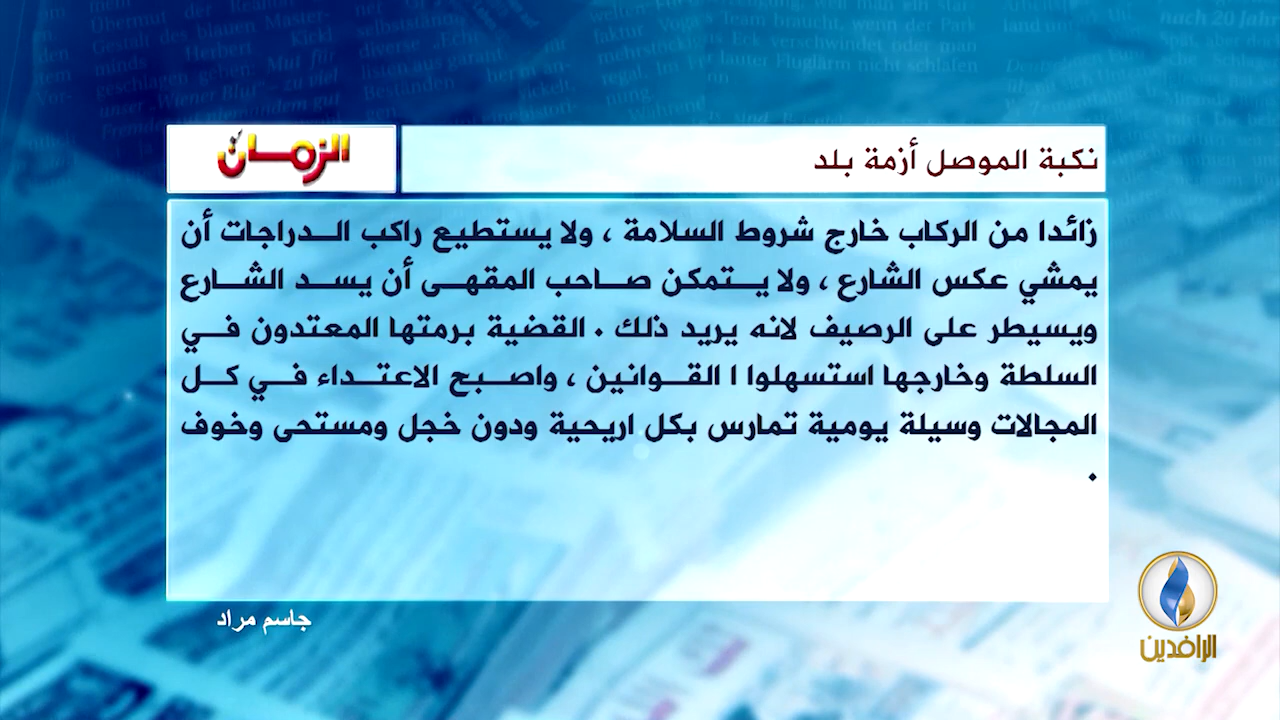 الزمان
نكبة الموصل أزمة بلد
زائدا من الركاب خارج شروط السلامة ، ولا يستطيع راكب الدراجات أن
يمشي عكس الشارع ، ولا يتمكن صاحب المقهى أن يسد الشارع
ويسيطر على الرصيف لانه يريد ذلك . القضية برمتها المعتدون في
السلطة وخارجها استسهلوا ا القوانين ، واصبح الاعتداء في كل
المجالات وسيلة يومية تمارس بكل اريحية ودون خجل ومستحى وخوف
.
جاسم مراد
الرافدين